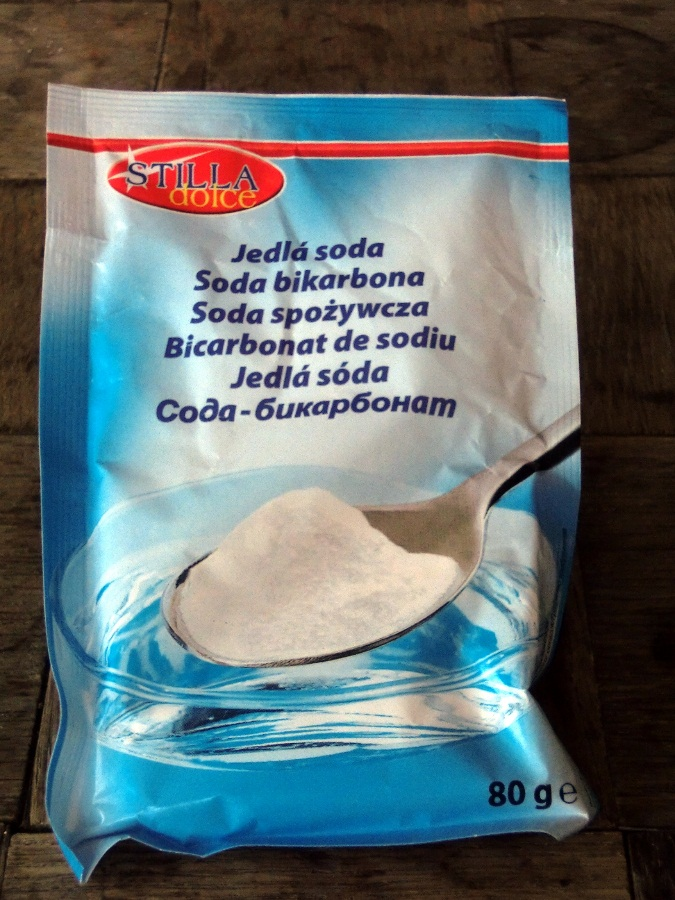 STILLA
dolce
Jedlá soda
Soda bikarbona
Soda spożywcza
Bicarbonat de sodiu
Jedlá sóda
Сода-бикарбонат
80 g e